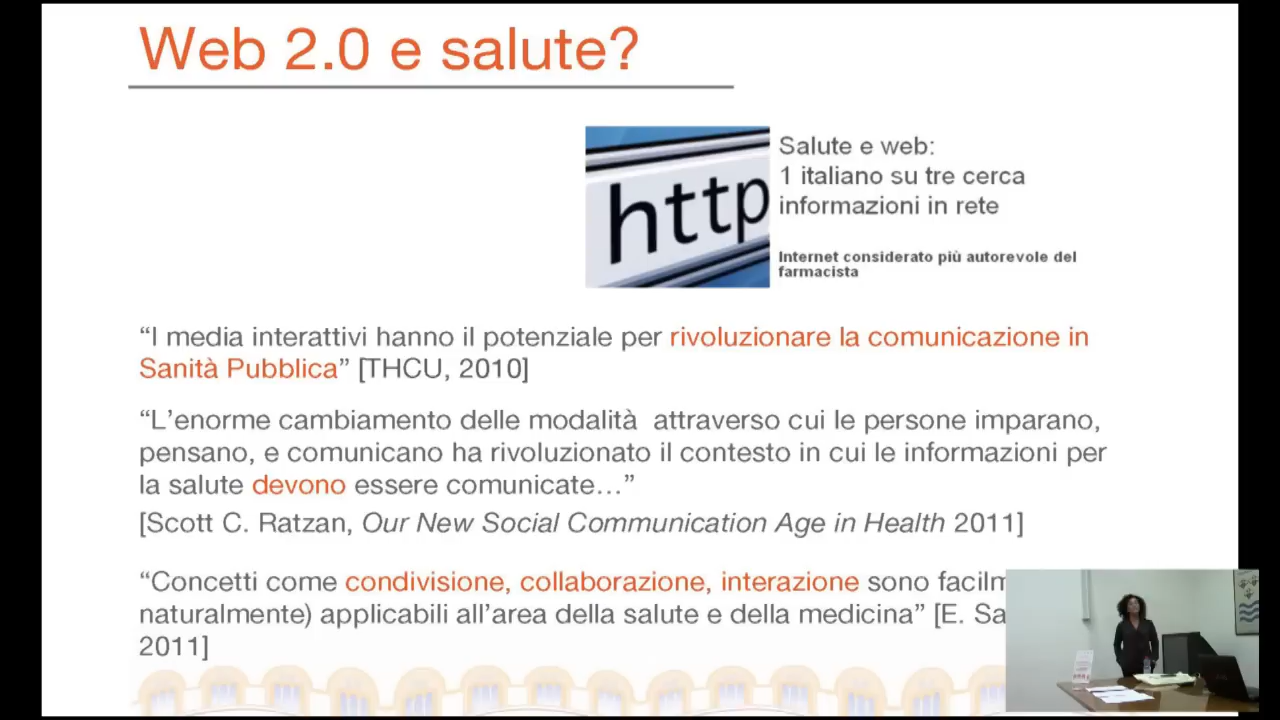 Web 2.0 e salute?
http
Salute e web:
1 italiano su tre cerca
informazioni in rete
Internet considerato più autorevole del
farmacista
“I media interattivi hanno il potenziale per rivoluzionare la comunicazione in
Sanità Pubblica” [THCU, 2010]
“L’enorme cambiamento delle modalità attraverso cui le persone imparano,
pensano, e comunicano ha rivoluzionato il contesto in cui le informazioni per
la salute devono essere comunicate…”
[Scott C. Ratzan, Our New Social Communication Age in Health 2011]
“Concetti come condivisione, collaborazione, interazione sono
naturalmente) applicabili all’area della salute e della medicina” [E.
2011]